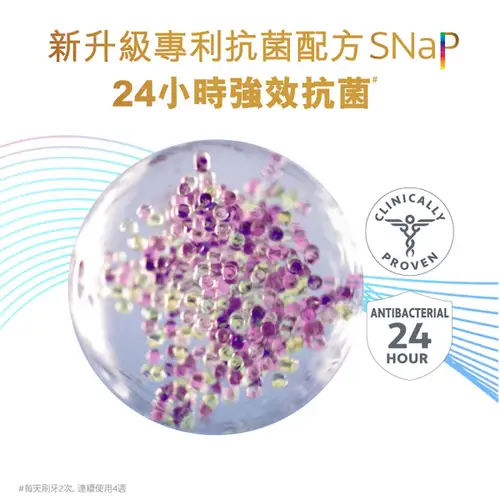 新升級專利抗菌配方 SNaP
24小時強效抗菌#
CLINICALLY
PROVEN
ANTIBACTERIAL
24
HOUR
#每天刷牙2次, 連續使用4週